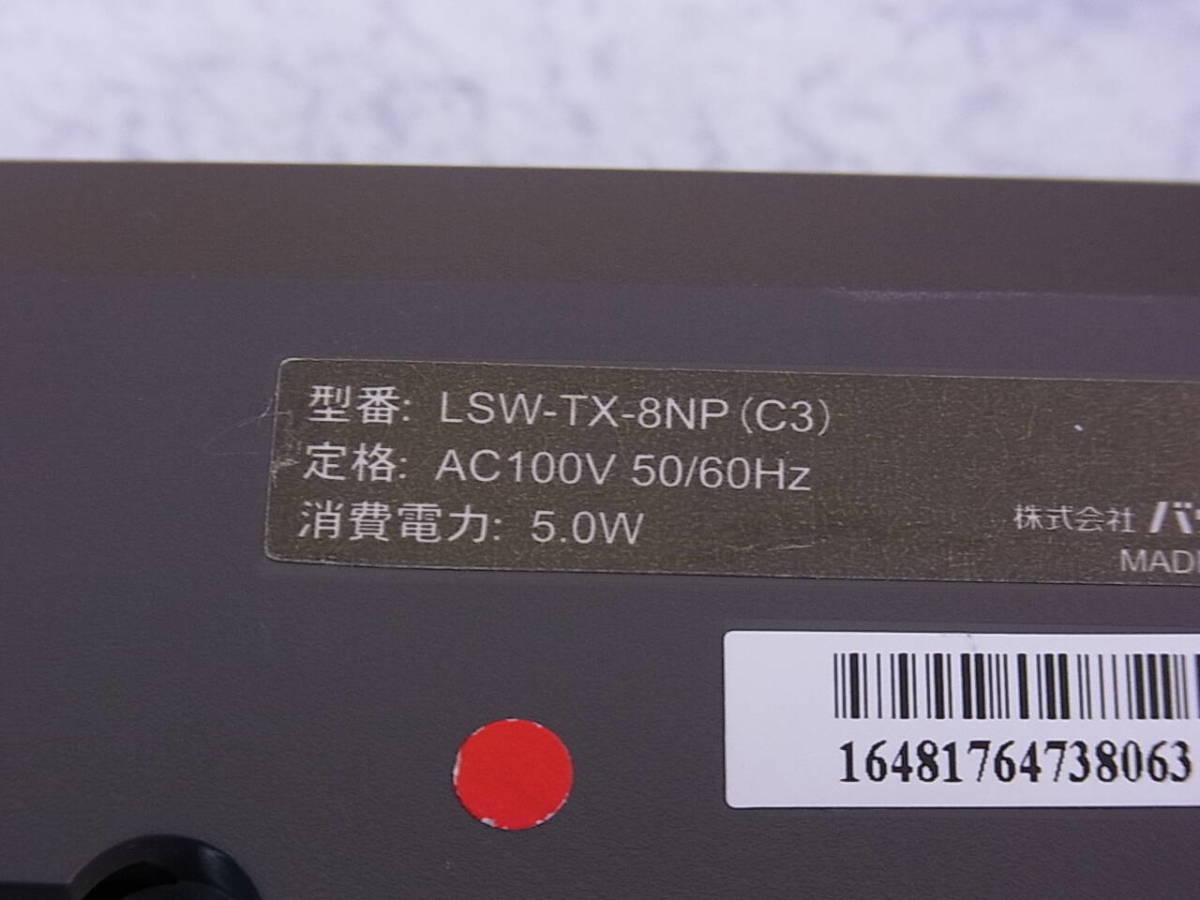 型番: LSW-TX-8NP(C3)
定格: AC100V 50/60Hz
消費電力: 5.0W
株式会社
16481764738063